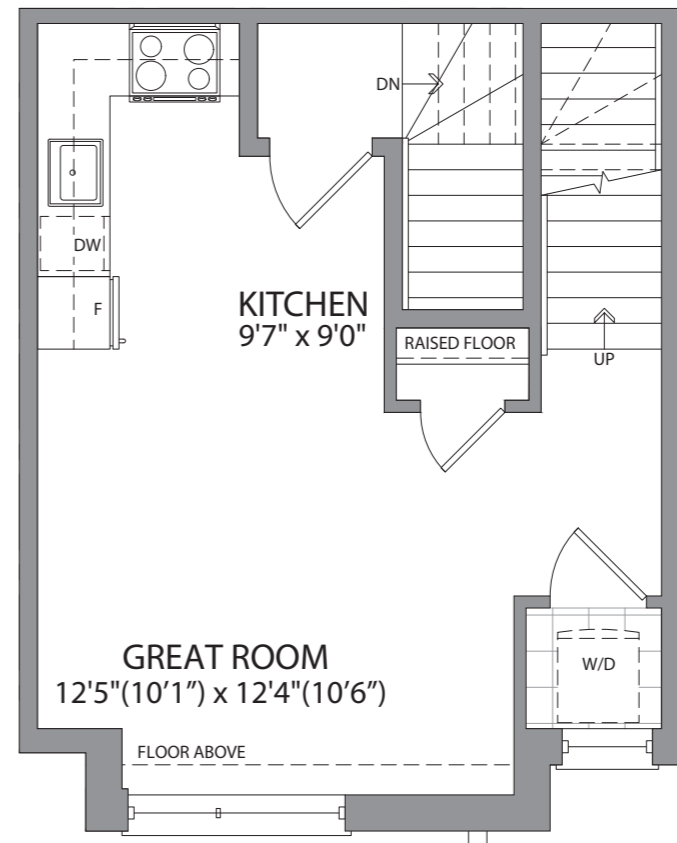 DN
DW
F
KITCHEN
9'7" x 9'0"
RAISED FLOOR
UP
GREAT ROOM
12'5"(10'1”) x 12'4"(10'6”)
W/D
FLOOR ABOVE